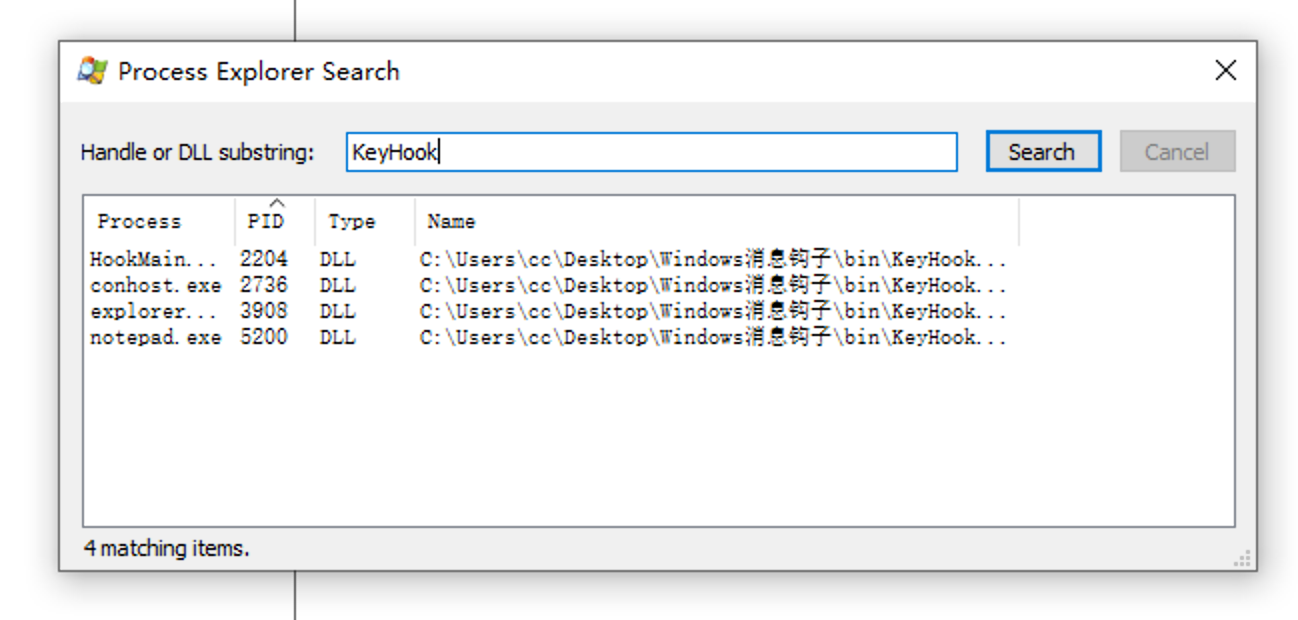 Process Explorer Search
Handle or DLL substring: KeyHook Search Cancel
Process PID Type Name
HookMain... 2204 DLL C:\Users\cc\Desktop\Windows消息钩子\bin\KeyHook...
conhost.exe 2736 DLL C:\Users\cc\Desktop\Windows消息钩子\bin\KeyHook...
explorer... 3908 DLL C:\Users\cc\Desktop\Windows消息钩子\bin\KeyHook...
notepad.exe 5200 DLL C:\Users\cc\Desktop\Windows消息钩子\bin\KeyHook...
4 matching items.